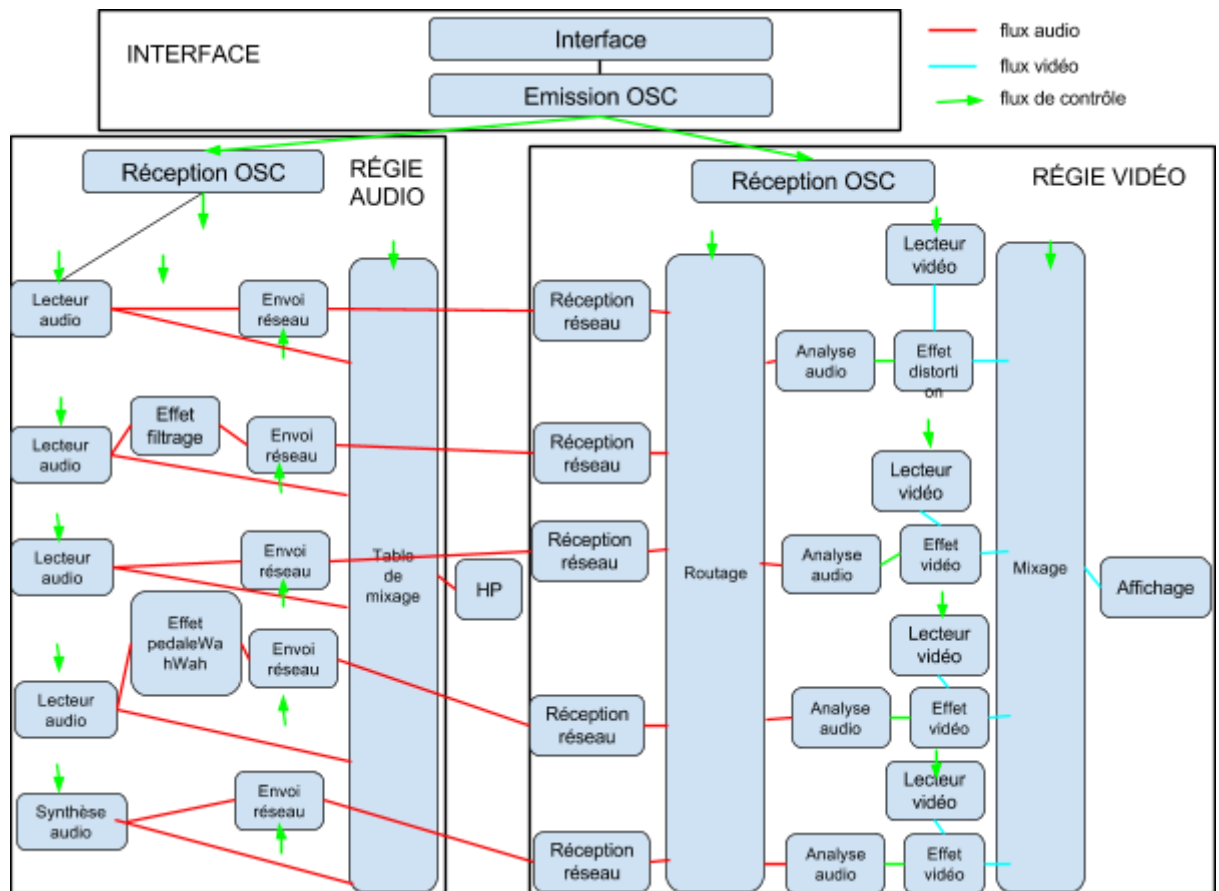 INTERFACE
Interface
Emission OSC
flux audio
flux vidéo
flux de contrôle
Réception OSC
RÉGIE
AUDIO
Lecteur
audio
Envoi
réseau
Lecteur
audio
Effet
filtrage
Envoi
réseau
Lecteur
audio
Envoi
réseau
Effet
pedaleWa
hWah
Envoi
réseau
Lecteur
audio
Synthèse
audio
Envoi
réseau
Table
de
mixage
HP
Réception OSC
RÉGIE VIDÉO
Réception
réseau
Réception
réseau
Réception
réseau
Réception
réseau
Réception
réseau
Routage
Lecteur
vidéo
Analyse
audio
Effet
distorti
on
Lecteur
vidéo
Analyse
audio
Effet
vidéo
Lecteur
vidéo
Analyse
audio
Effet
vidéo
Lecteur
vidéo
Analyse
audio
Effet
vidéo
Mixage
Affichage